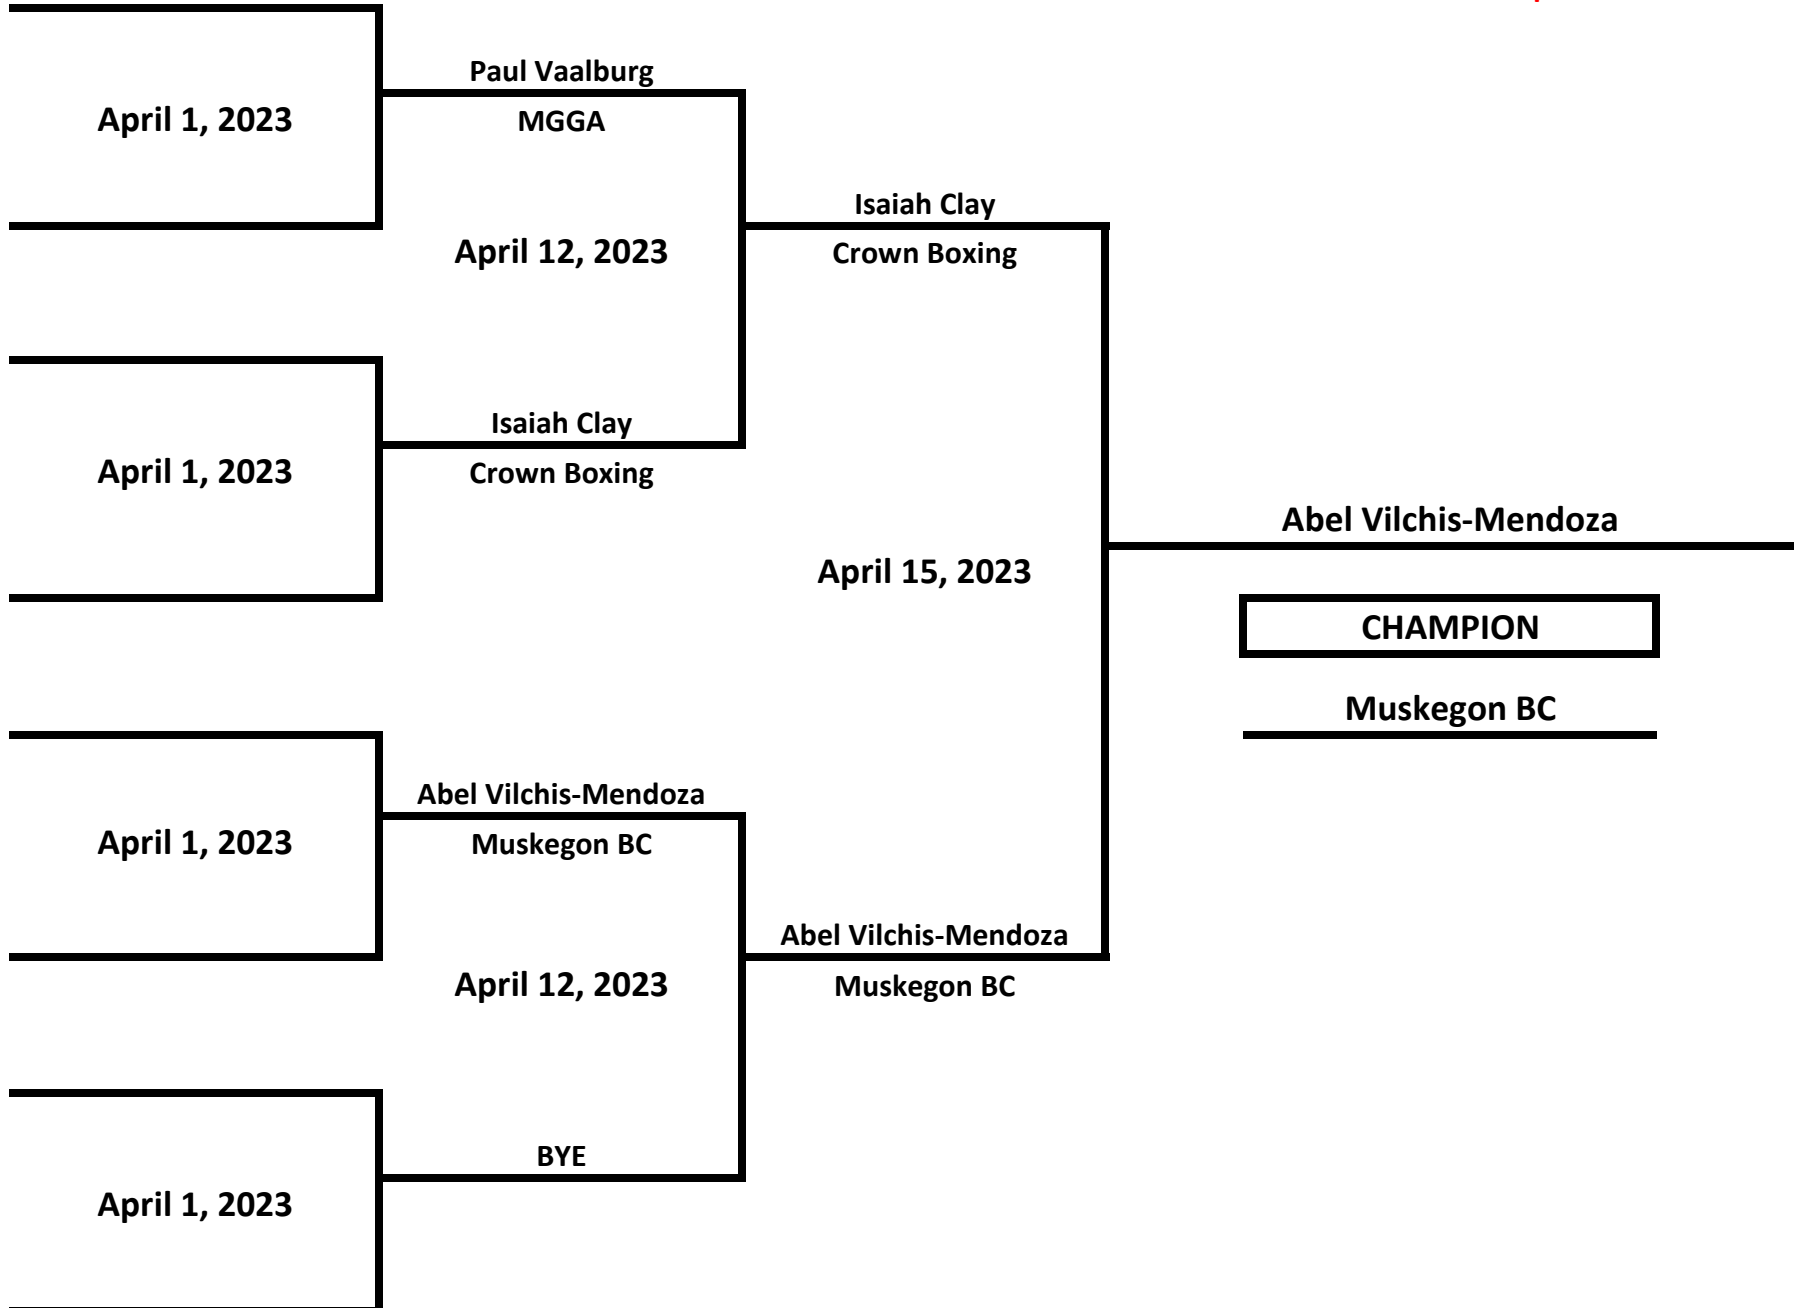 Paul Vaalburg
April 1, 2023
MGGA
Isaiah Clay
April 12, 2023
Crown Boxing
Isaiah Clay
April 1, 2023
Crown Boxing
Abel Vilchis-Mendoza
April 15, 2023
CHAMPION
Muskegon BC
Abel Vilchis-Mendoza
April 1, 2023
Muskegon BC
Abel Vilchis-Mendoza
April 12, 2023
Muskegon BC
BYE
April 1, 2023